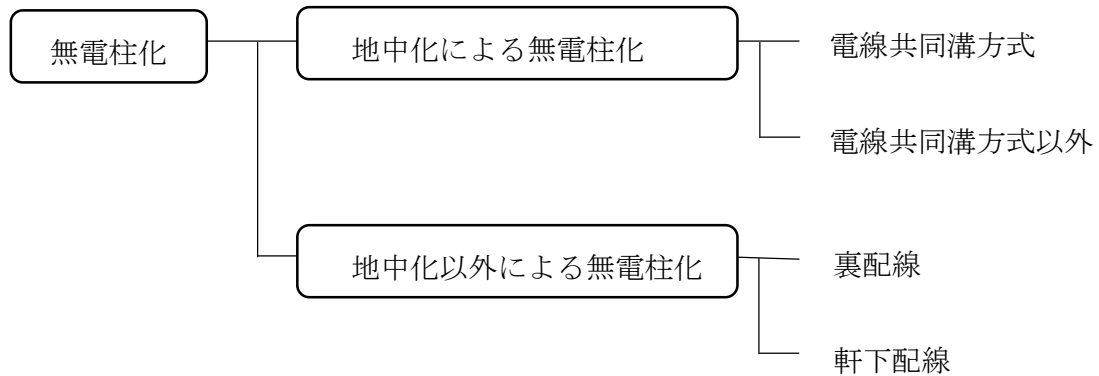 無電柱化
地中化による無電柱化
電線共同溝方式
電線共同溝方式以外
地中化以外による無電柱化
裏配線
軒下配線